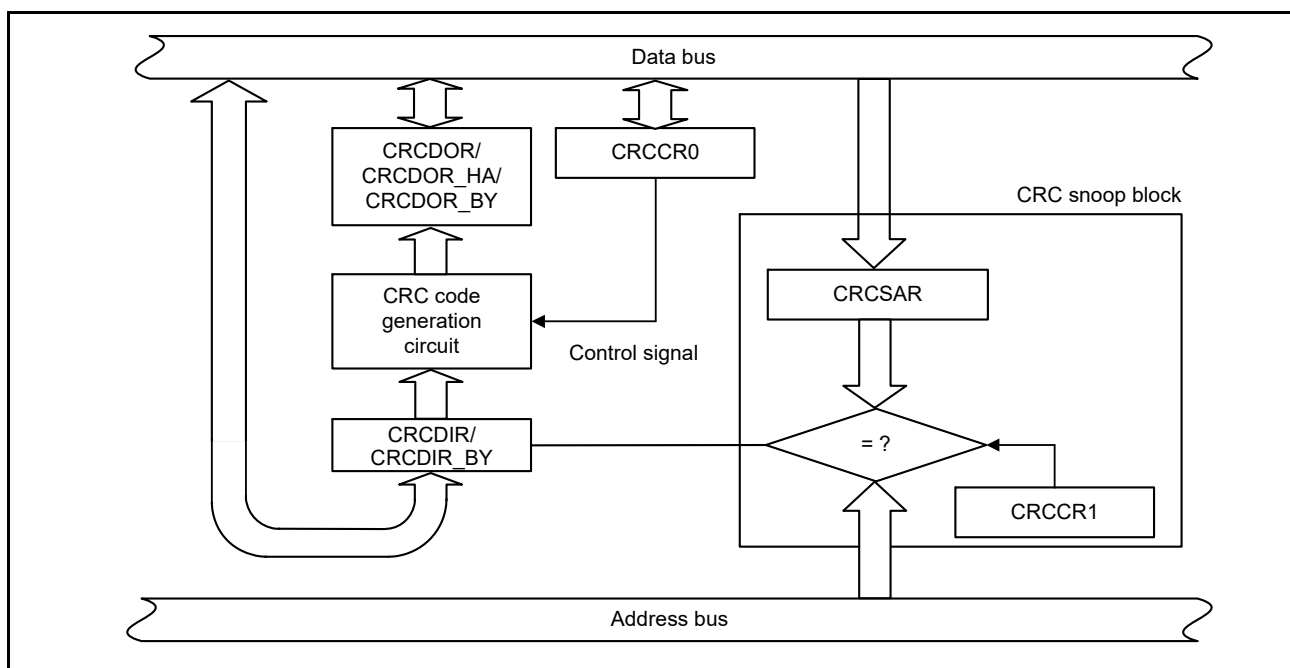 Data bus
CRCDOR/
CRCDOR_HA/
CRCDOR_BY
CRCCR0
CRC snoop block
CRCSAR
CRC code
generation
circuit
Control signal
CRCDIR/
CRCDIR_BY
= ?
CRCCR1
Address bus